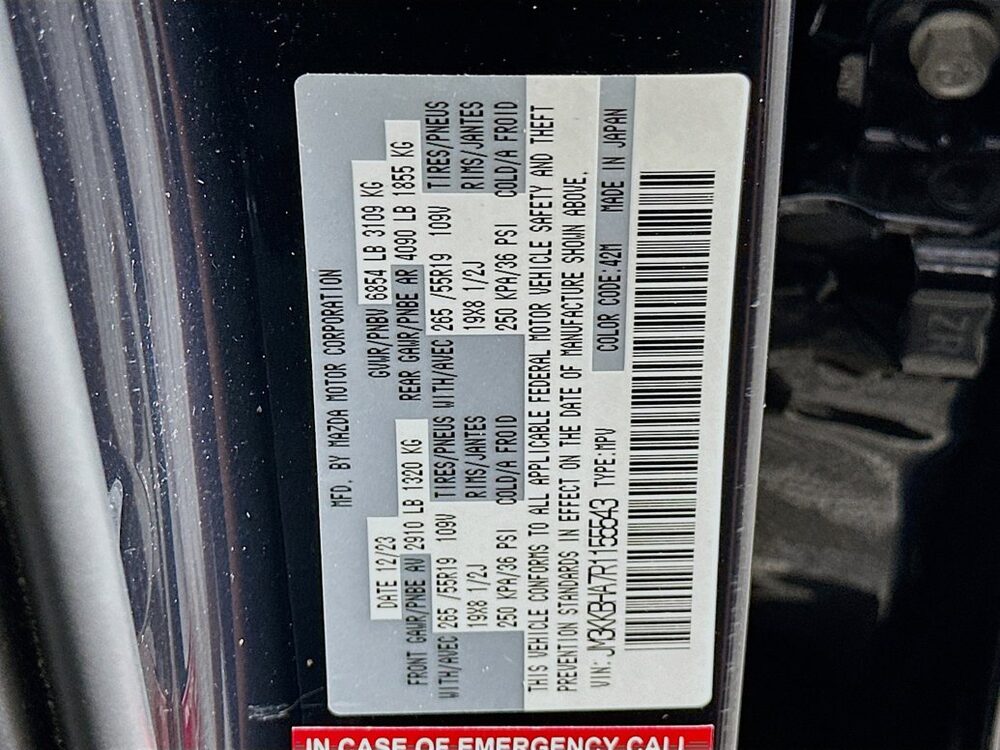 MFD. BY MAZDA MOTOR CORPORATION
DATE 12/23 GVWR/PNBV 6854 LB 3109 KG
FRONT GAWR/PNBE AV 2910 LB 1320 KG REAR GAWR/PNBE AR 4090 LB 1855 KG
WITH/AVEC 265 /55R19 109V TIRES/PNEUS WITH/AVEC 265 /55R19 109V TIRES/PNEUS
19X8 1/2J RIMS/JANTES 19X8 1/2J RIMS/JANTES
250 KPA/36 PSI COLD/A FROID 250 KPA/36 PSI COLD/A FROID
THIS VEHICLE CONFORMS TO ALL APPLICABLE FEDERAL MOTOR VEHICLE SAFETY AND THEFT
PREVENTION STANDARDS IN EFFECT ON THE DATE OF MANUFACTURE SHOWN ABOVE.
VIN: JM3KKBHA7R1155543 TYPE:MPV COLOR CODE:42M MADE IN JAPAN
IN CASE OF EMERGENCY CALL